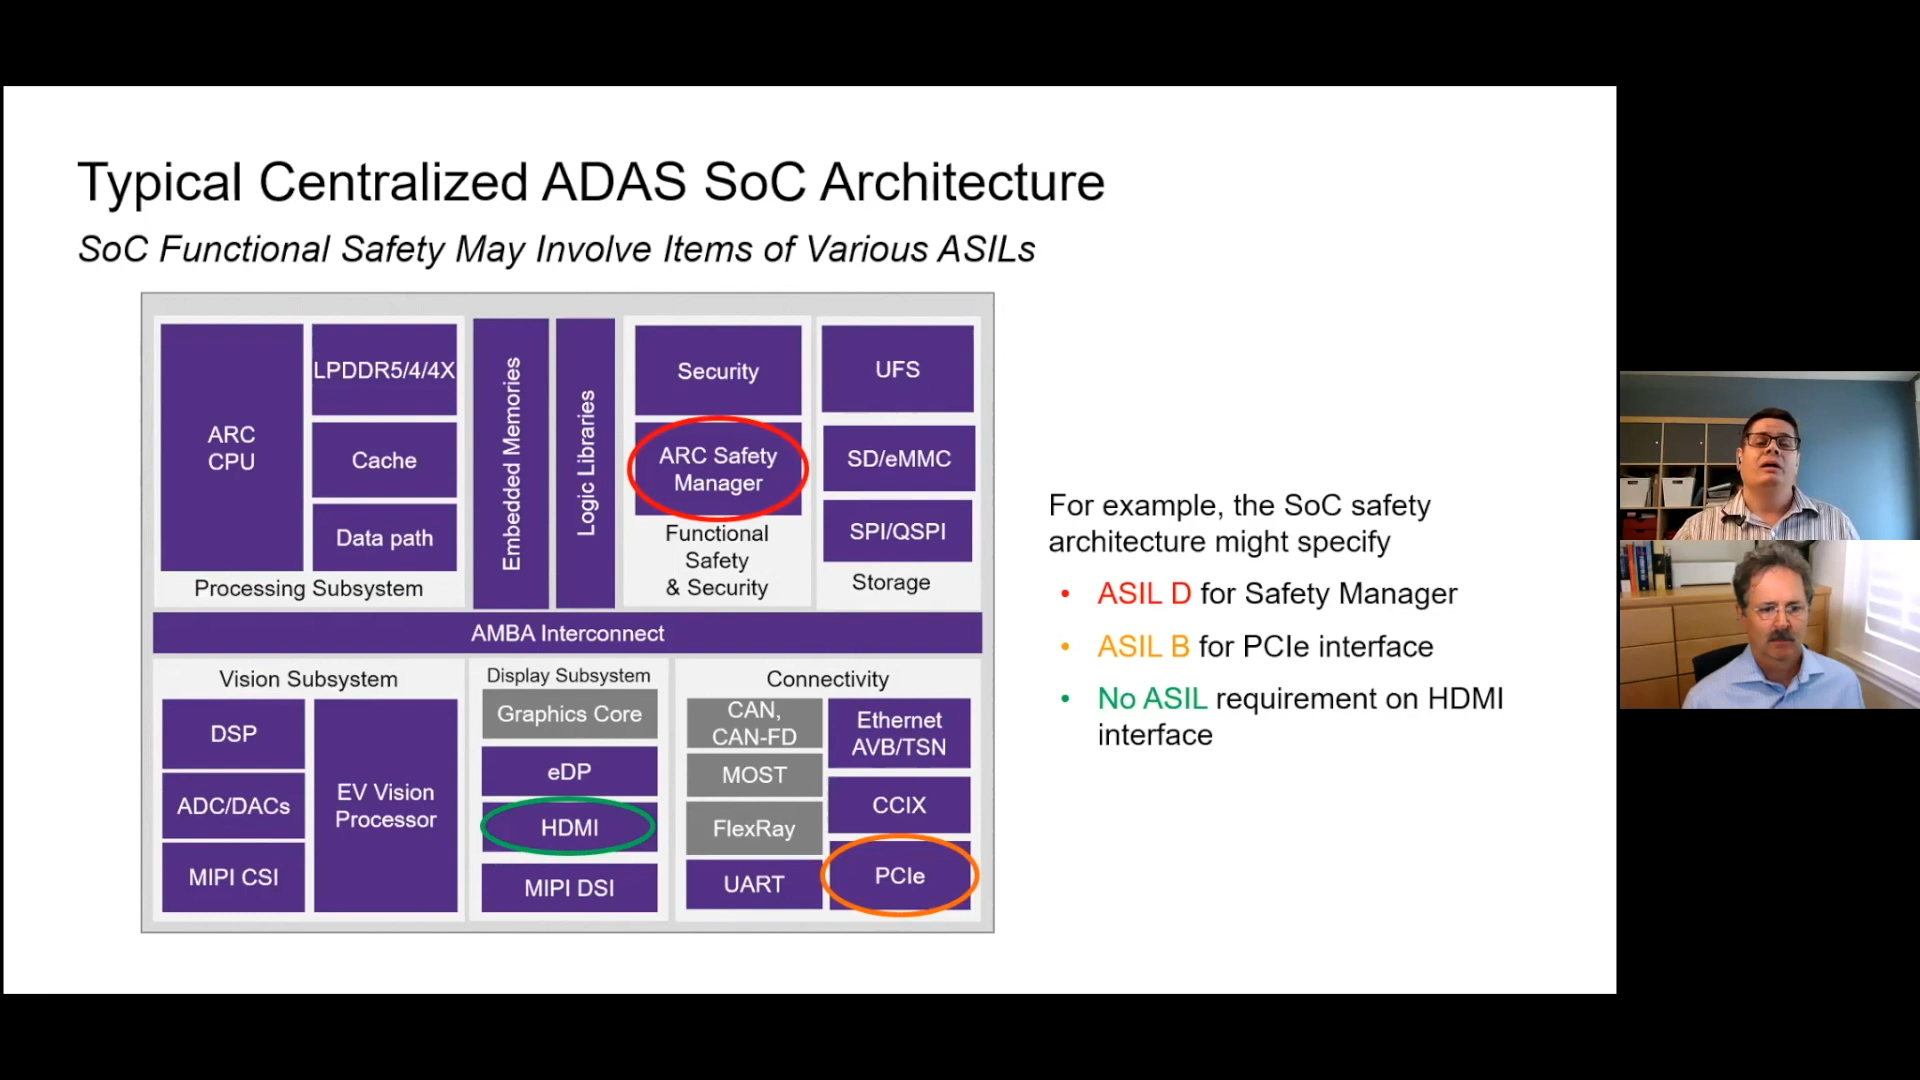 Typical Centralized ADAS SoC Architecture
SoC Functional Safety May Involve Items of Various ASILs
ARC
CPU
LPDDR5/4/4X
Cache
Data path
Processing Subsystem
Embedded Memories
Logic Libraries
Security
ARC Safety
Manager
Functional
Safety
& Security
UFS
SD/eMMC
SPI/QSPI
Storage
AMBA Interconnect
Vision Subsystem
DSP
ADC/DACs
MIPI CSI
EV Vision
Processor
Display Subsystem
Graphics Core
eDP
HDMI
MIPI DSI
Connectivity
CAN,
CAN-FD
MOST
FlexRay
UART
Ethernet
AVB/TSN
CCIX
PCIe
For example, the SoC safety
architecture might specify
• ASIL D for Safety Manager
• ASIL B for PCIe interface
• No ASIL requirement on HDMI
interface